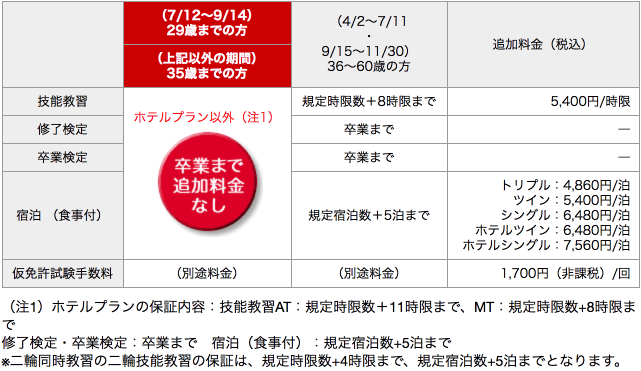 (7/12～9/14)
29歳までの方
(上記以外の期間)
35歳までの方
(4/2～7/11
・
9/15～11/30)
36～60歳の方
追加料金（税込）
技能教習
ホテルプラン以外（注1）
卒業まで
追加料金
なし
規定時限数＋8時限まで
5,400円/時限
修了検定
卒業まで
―
卒業検定
卒業まで
―
宿泊 （食事付）
規定宿泊数＋5泊まで
トリプル：4,860円/泊
ツイン：5,400円/泊
シングル：6,480円/泊
ホテルツイン：6,480円/泊
ホテルシングル：7,560円/泊
仮免許試験手数料
（別途料金）
（別途料金）
1,700円（非課税）/回
（注1）ホテルプランの保証内容：技能教習AT：規定時限数＋11時限まで、MT：規定時限数+8時限ま
で
修了検定・卒業検定：卒業まで　宿泊（食事付）：規定宿泊数+5泊まで
※二輪同時教習の二輪技能教習の保証は、規定時限数+4時限まで、規定宿泊数+5泊までとなります。